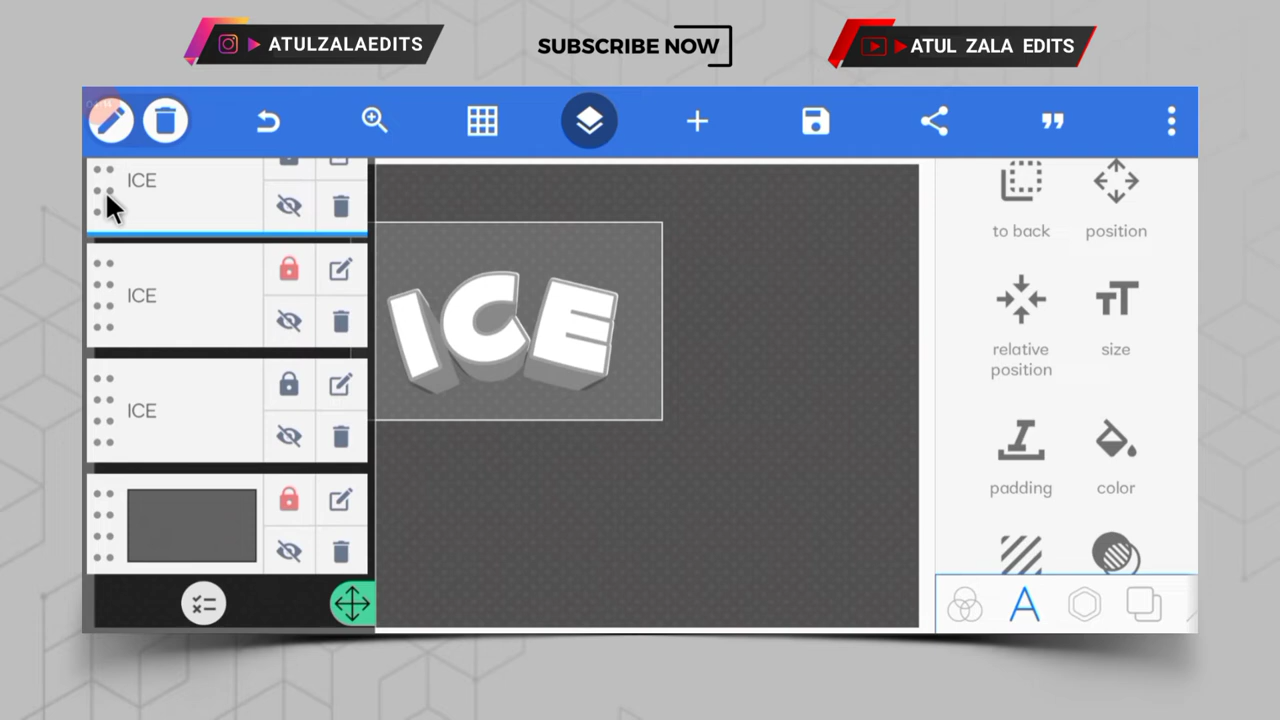 ATULZALAEDITS
SUBSCRIBE NOW
ATUL ZALA EDITS
ICE
ICE
ICE
ICE
to back
position
relative
position
size
padding
color